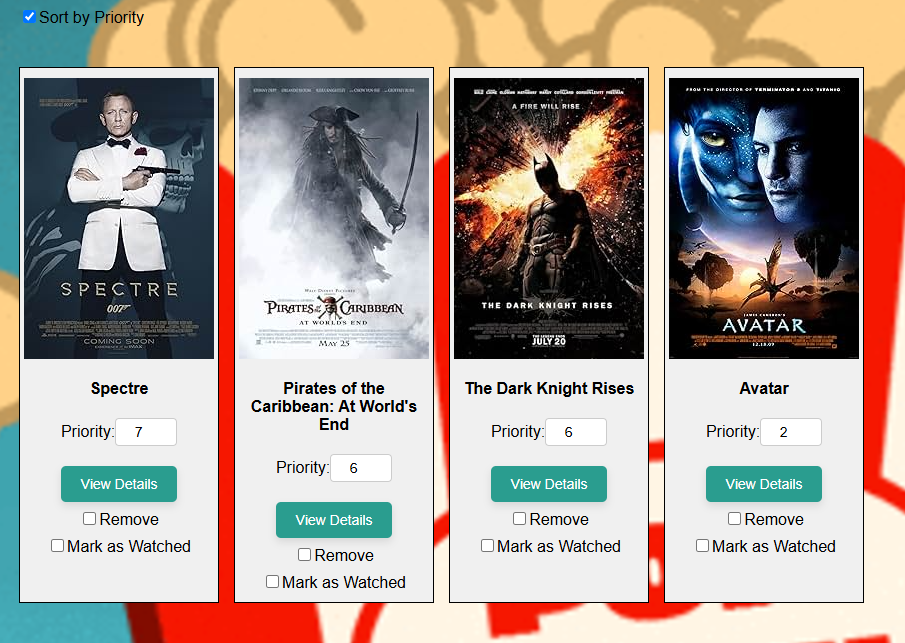 Sort by Priority
SPECTRE
007
COMING SOON
Spectre
Priority: 7
View Details
Remove
Mark as Watched
WALT DISNEY PICTURES
PIRATES of the CARIBBEAN
AT WORLD'S END
MAY 25
Pirates of the
Caribbean: At World's
End
Priority: 6
View Details
Remove
Mark as Watched
A FIRE WILL RISE
THE DARK KNIGHT RISES
JULY 20
The Dark Knight Rises
Priority: 6
View Details
Remove
Mark as Watched
FROM THE DIRECTOR OF TERMINATOR 2 AND TITANIC
JAMES CAMERON'S
AVATAR
12.18.09
Avatar
Priority: 2
View Details
Remove
Mark as Watched